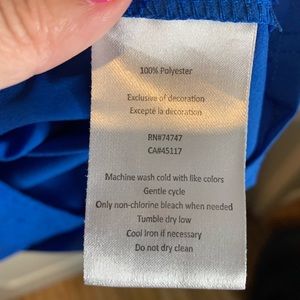 100% Polyester
Exclusive of decoration
Excepté la décoration
RN#74747
CA#45117
Machine wash cold with like colors
Gentle cycle
Only non-chlorine bleach when needed
Tumble dry low
Cool Iron if necessary
Do not dry clean